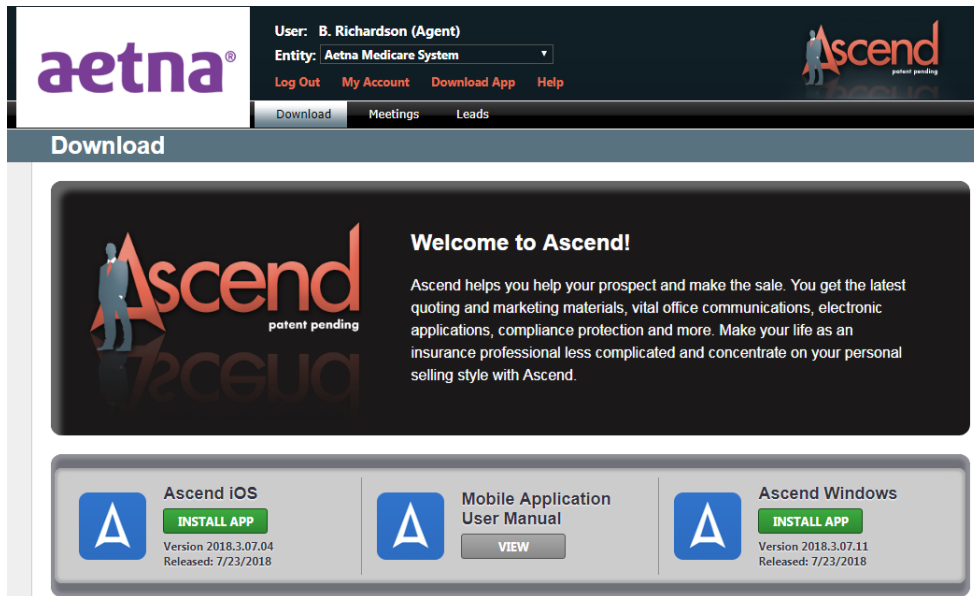 aetna®
User: B. Richardson (Agent)
Entity: Aetna Medicare System
Log Out My Account Download App Help
Ascend
patent pending
Download Meetings Leads
Download
Ascend
patent pending
Welcome to Ascend!
Ascend helps you help your prospect and make the sale. You get the latest
quoting and marketing materials, vital office communications, electronic
applications, compliance protection and more. Make your life as an
insurance professional less complicated and concentrate on your personal
selling style with Ascend.
Ascend iOS
INSTALL APP
Version 2018.3.07.04
Released: 7/23/2018
Mobile Application
User Manual
VIEW
Ascend Windows
INSTALL APP
Version 2018.3.07.11
Released: 7/23/2018